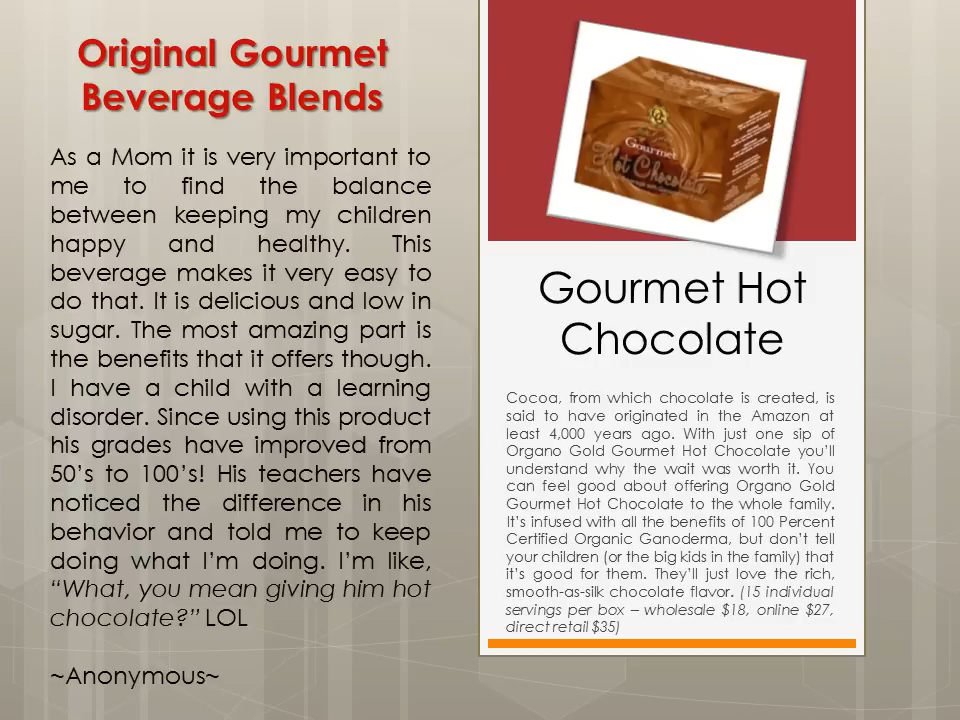 Original Gourmet
Beverage Blends
As a Mom it is very important to
me to find the balance
between keeping my children
happy and healthy. This
beverage makes it very easy to
do that. It is delicious and low in
sugar. The most amazing part is
the benefits that it offers though.
I have a child with a learning
disorder. Since using this product
his grades have improved from
50’s to 100’s! His teachers have
noticed the difference in his
behavior and told me to keep
doing what I’m doing. I’m like,
“What, you mean giving him hot
chocolate?” LOL
~Anonymous~
Gourmet
Hot Chocolate
Gourmet Hot
Chocolate
Cocoa, from which chocolate is created, is
said to have originated in the Amazon at
least 4,000 years ago. With just one sip of
Organo Gold Gourmet Hot Chocolate you’ll
understand why the wait was worth it. You
can feel good about offering Organo Gold
Gourmet Hot Chocolate to the whole family.
It’s infused with all the benefits of 100 Percent
Certified Organic Ganoderma, but don’t tell
your children (or the big kids in the family) that
it’s good for them. They’ll just love the rich,
smooth-as-silk chocolate flavor. (15 individual
servings per box – wholesale $18, online $27,
direct retail $35)